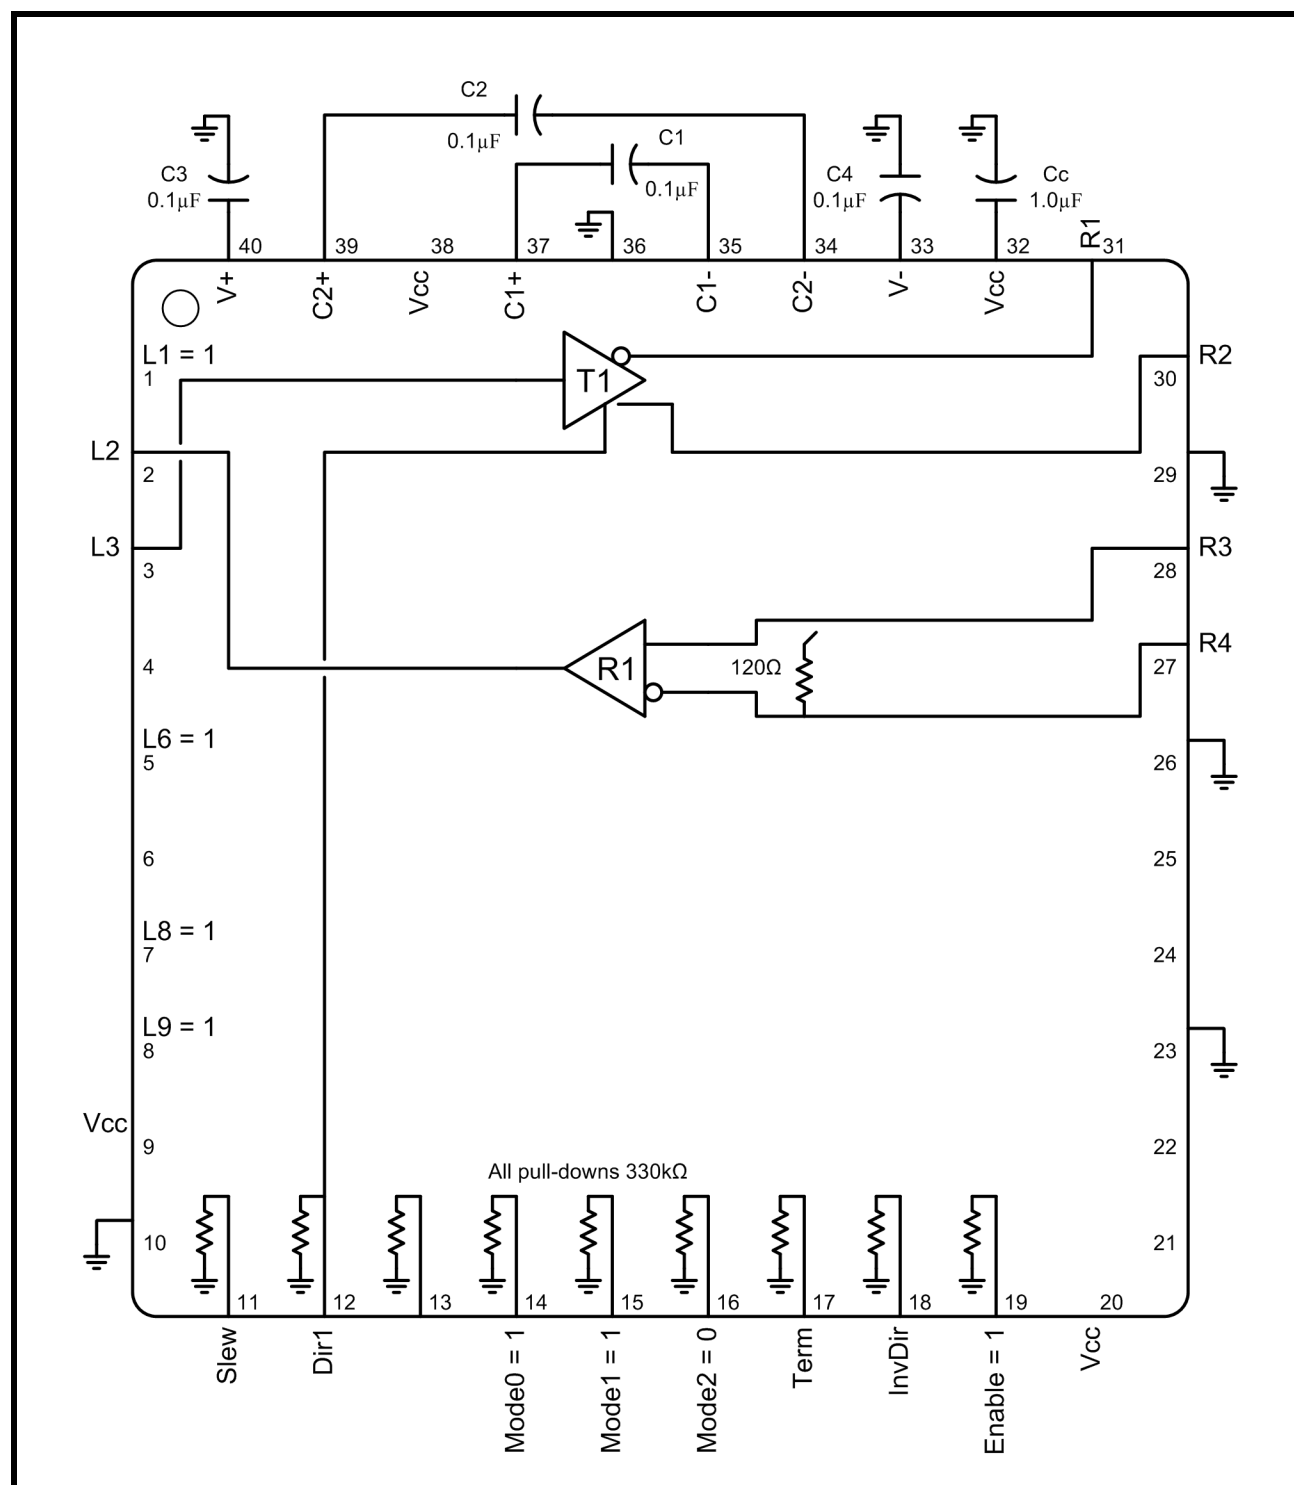 C2
0.1μF
C1
0.1μF
C3
0.1μF
C4
0.1μF
Cc
1.0μF
R1
40 39 38 37 36 35 34 33 32 31
V+ C2+ Vcc C1+ C1- C2- V- Vcc
L1 = 1
1
T1
R2
30
L2
2
29
L3
3
R3
28
4
R1
120Ω
R4
27
L6 = 1
5
26
6
25
L8 = 1
7
24
L9 = 1
8
23
Vcc
9
22
All pull-downs 330kΩ
10
21
11 12 13 14 15 16 17 18 19 20
Slew Dir1 Mode0 = 1 Mode1 = 1 Mode2 = 0 Term InvDir Enable = 1 Vcc